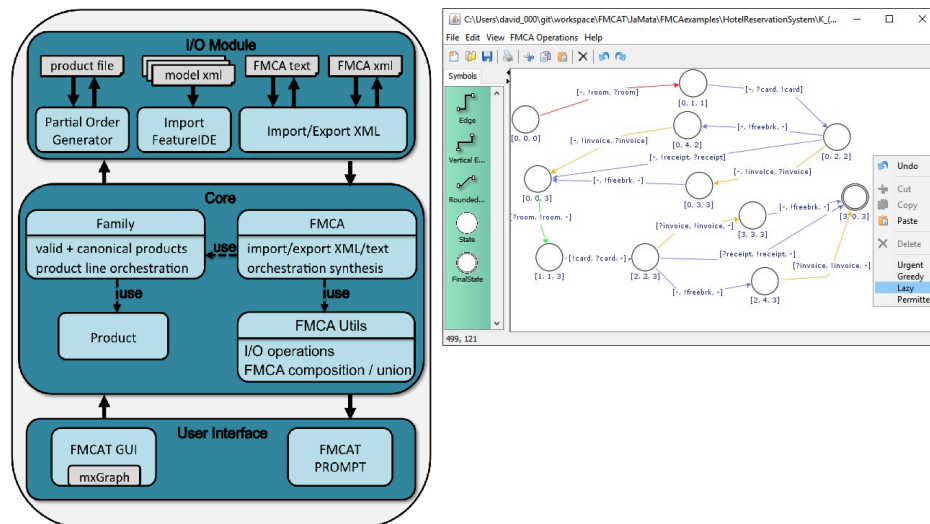 I/O Module
product file
model xml
FMCA text
FMCA xml
Partial Order
Generator
Import
FeatureIDE
Import/Export XML
Core
Family
valid + canonical products
product line orchestration
use
FMCA
import/export XML/text
orchestration synthesis
use
use
Product
FMCA Utils
I/O operations
FMCA composition / union
User Interface
FMCAT GUI
mxGraph
FMCAT
PROMPT
C:\Users\david_000\git\workspace\FMCAT\JaMata\FMCAexamples\HotelReservationSystem\K_(...
File Edit View FMCA Operations Help
Symbols
Edge
Vertical E...
Rounded...
State
FinalState
[-, !room, ?room]
[0, 1, 1]
[-, ?card, !card]
[0, 0, 0]
[-, !invoice, ?invoice]
[0, 4, 2]
[-, !freebrk, -]
[0, 2, 2]
[-, !receipt, ?receipt]
[-, !invoice, ?invoice]
[0, 0, 3]
[-, !freebrk, -]
[0, 3, 3]
[?room, !room, -]
[?invoice, !invoice, -]
[3, 3, 3]
[-, !freebrk, -]
[3, 0, 3]
[1, 1, 3]
[!card, ?card, -]
[2, 2, 3]
[?receipt, !receipt, -]
[?invoice, !invoice, -]
[-, !freebrk, -]
[2, 4, 3]
Undo
Cut
Copy
Paste
Delete
Urgent
Greedy
Lazy
Permitte
499, 121